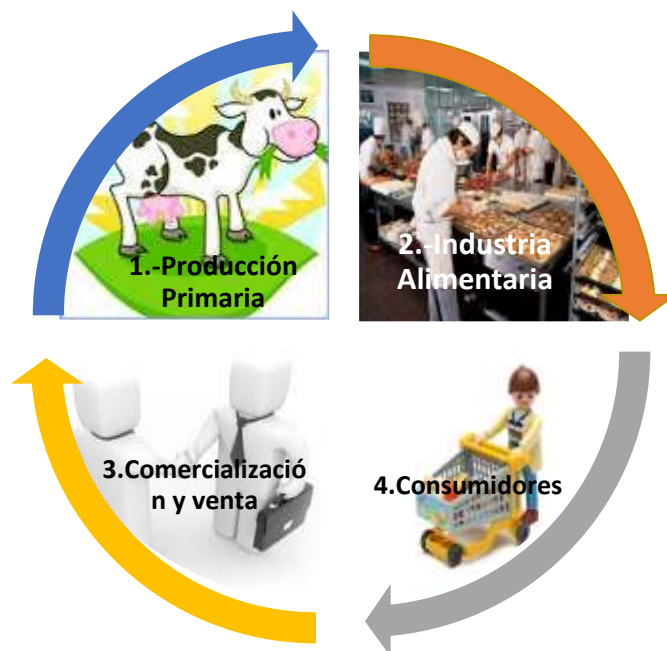 1.-Producción
Primaria
2.-Industria
Alimentaria
3.Comercializació
n y venta
4.Consumidores